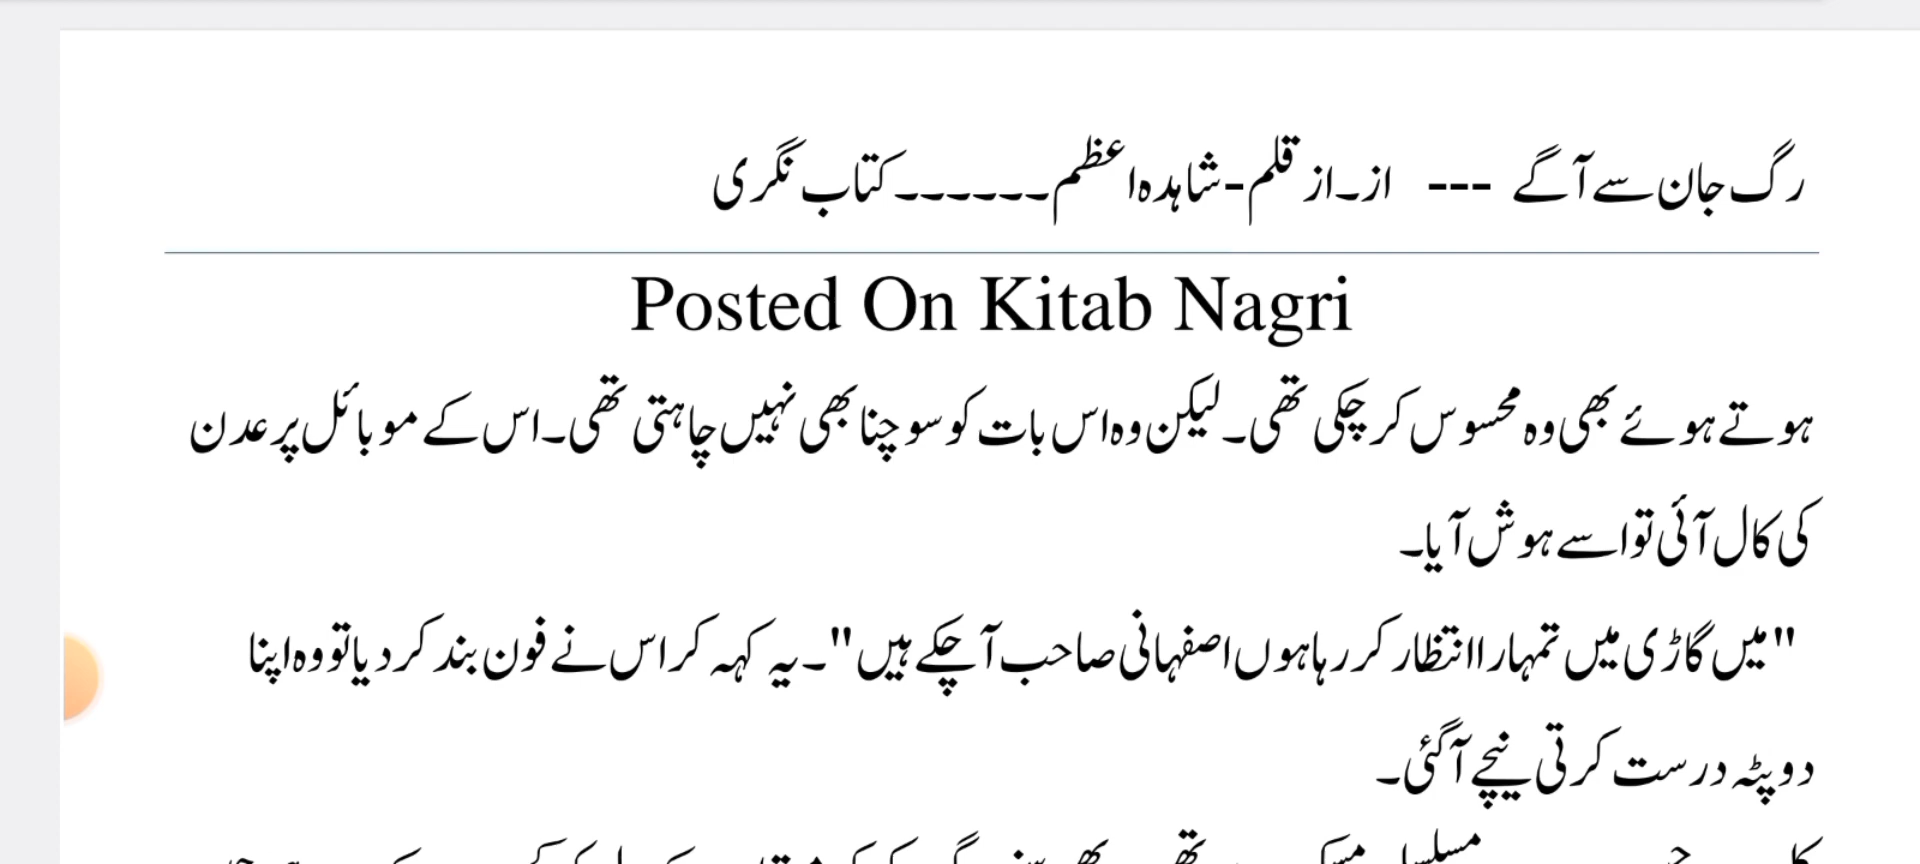 رگ جان سے آگے --- از۔از قلم-شاہدہ اعظم۔۔۔۔۔۔کتاب نگری
Posted On Kitab Nagri
ہوتے ہوئے بھی وہ محسوس کر چکی تھی۔ لیکن وہ اس بات کو سوچنا بھی نہیں چاہتی تھی۔ اس کے موبائل پر عدن
کی کال آئی تو اسے ہوش آیا۔
"میں گاڑی میں تمہارا انتظار کر رہا ہوں اصفہانی صاحب آ چکے ہیں"۔ یہ کہہ کر اس نے فون بند کر دیا تو وہ اپنا
دوپٹہ درست کرتی نیچے آ گئی۔